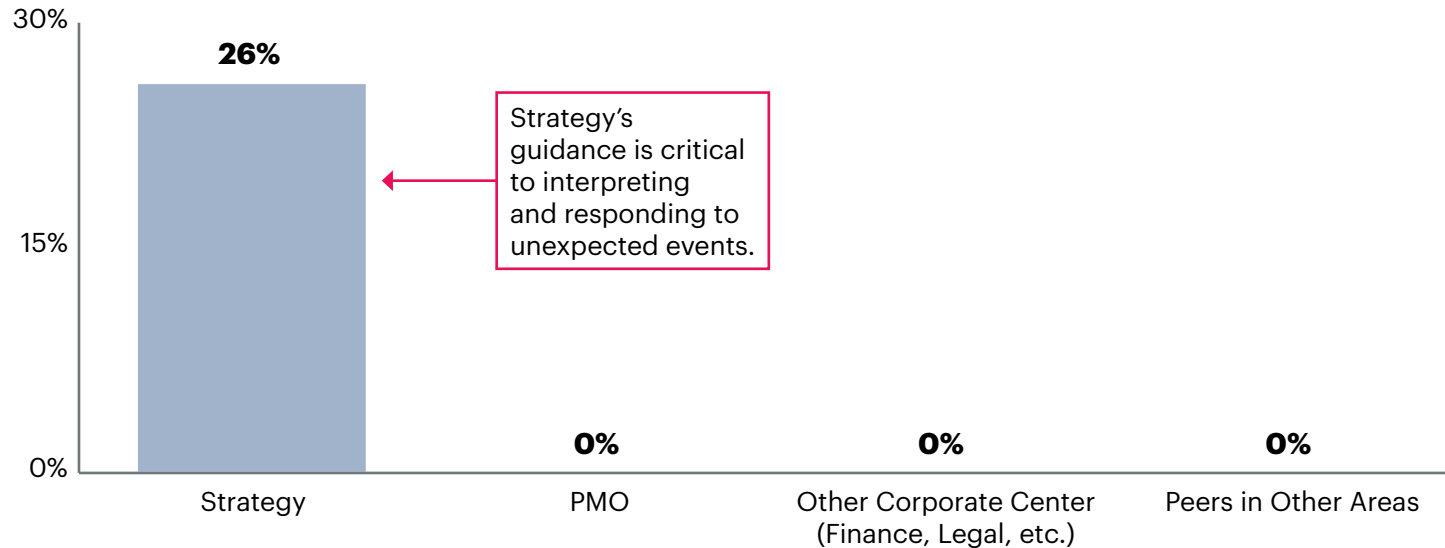 30%
26%
Strategy's
guidance is critical
to interpreting
and responding to
unexpected events.
15%
0%
0%
0%
0%
Strategy
PMO
Other Corporate Center
(Finance, Legal, etc.)
Peers in Other Areas